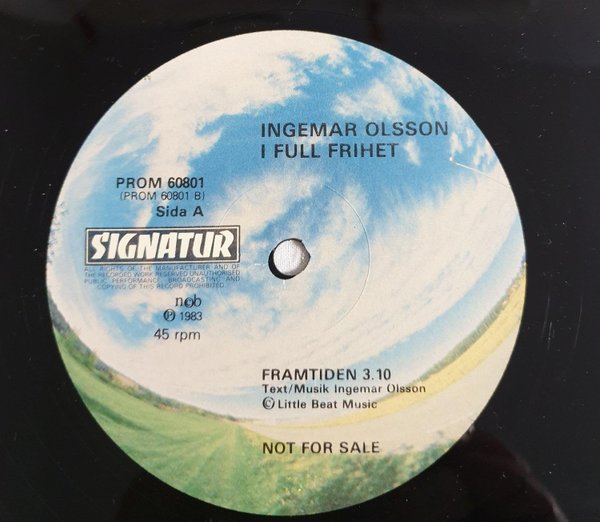 INGEMAR OLSSON
I FULL FRIHET
PROM 60801
(PROM 60801 B)
Sida A
SIGNATUR
ALL RIGHTS OF THE MANUFACTURER AND OF
THE RECORDED WORK RESERVED UNAUTHORISED
PUBLIC PERFORMANCE BROADCASTING AND
COPYING OF THIS RECORD PROHIBITED
ncb
℗ 1983
45 rpm
FRAMTIDEN 3.10
Text/Musik Ingemar Olsson
© Little Beat Music
NOT FOR SALE